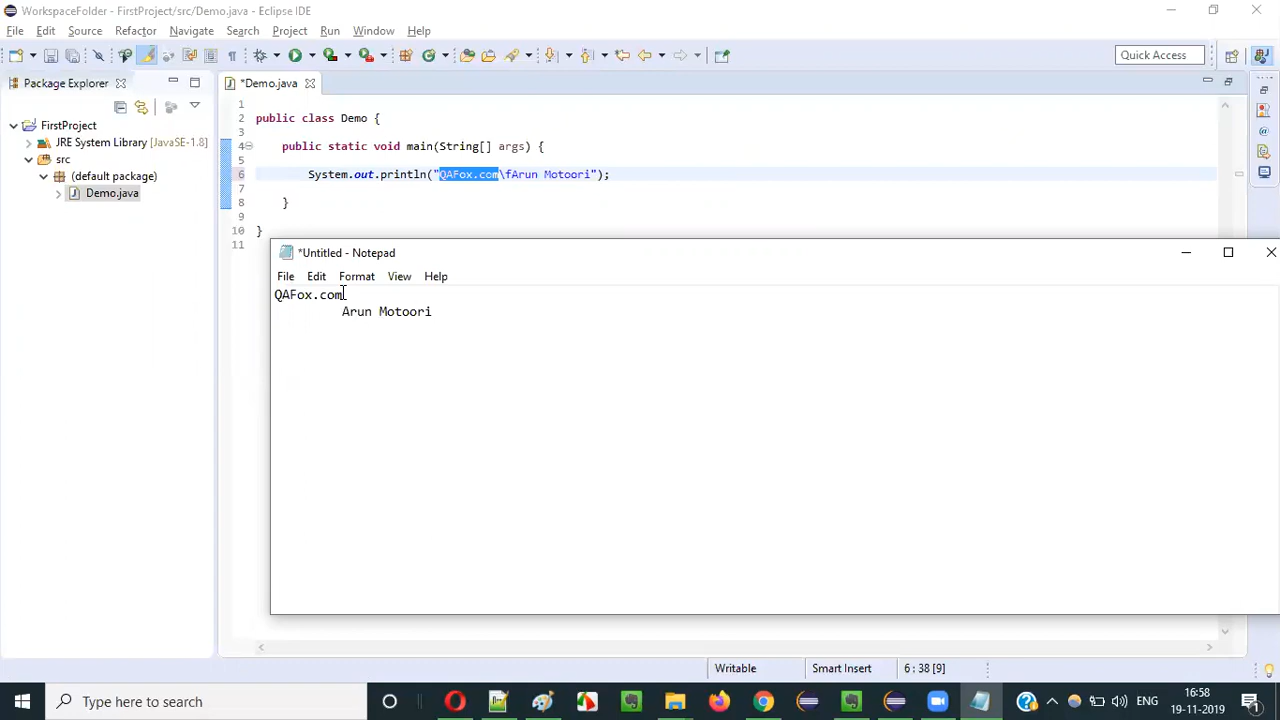 WorkspaceFolder - FirstProject/src/Demo.java - Eclipse IDE
File Edit Source Refactor Navigate Search Project Run Window Help
Quick Access
Package Explorer
*Demo.java
FirstProject
JRE System Library [JavaSE-1.8]
src
(default package)
Demo.java
1
2 public class Demo {
3
4 public static void main(String[] args) {
5
6 System.out.println("QAFox.com\fArun Motoori");
7
8 }
9
10 }
11
*Untitled - Notepad
File Edit Format View Help
QAFox.com
Arun Motoori
Writable Smart Insert 6 : 38 [9]
Type here to search
ENG
16:58
19-11-2019
1